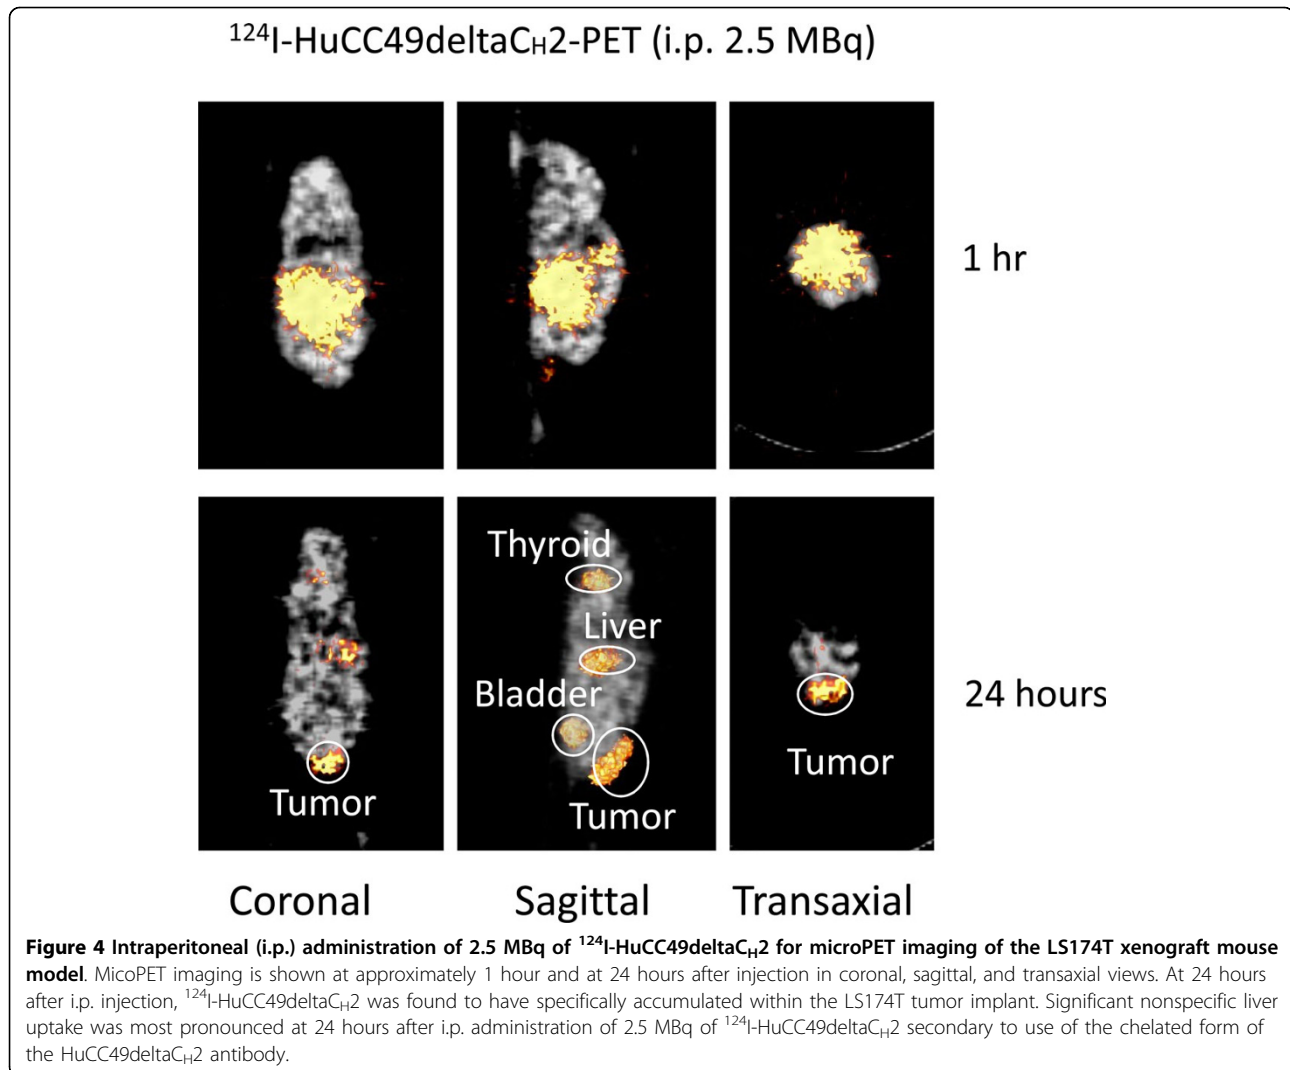 ¹²⁴I-HuCC49deltaCH2-PET (i.p. 2.5 MBq)
1 hr
Thyroid
Liver
Bladder
24 hours
Tumor
Tumor
Tumor
Coronal Sagittal Transaxial
Figure 4 Intraperitoneal (i.p.) administration of 2.5 MBq of ¹²⁴I-HuCC49deltaCH2 for microPET imaging of the LS174T xenograft mouse
model. MicoPET imaging is shown at approximately 1 hour and at 24 hours after injection in coronal, sagittal, and transaxial views. At 24 hours
after i.p. injection, ¹²⁴I-HuCC49deltaCH2 was found to have specifically accumulated within the LS174T tumor implant. Significant nonspecific liver
uptake was most pronounced at 24 hours after i.p. administration of 2.5 MBq of ¹²⁴I-HuCC49deltaCH2 secondary to use of the chelated form of
the HuCC49deltaCH2 antibody.